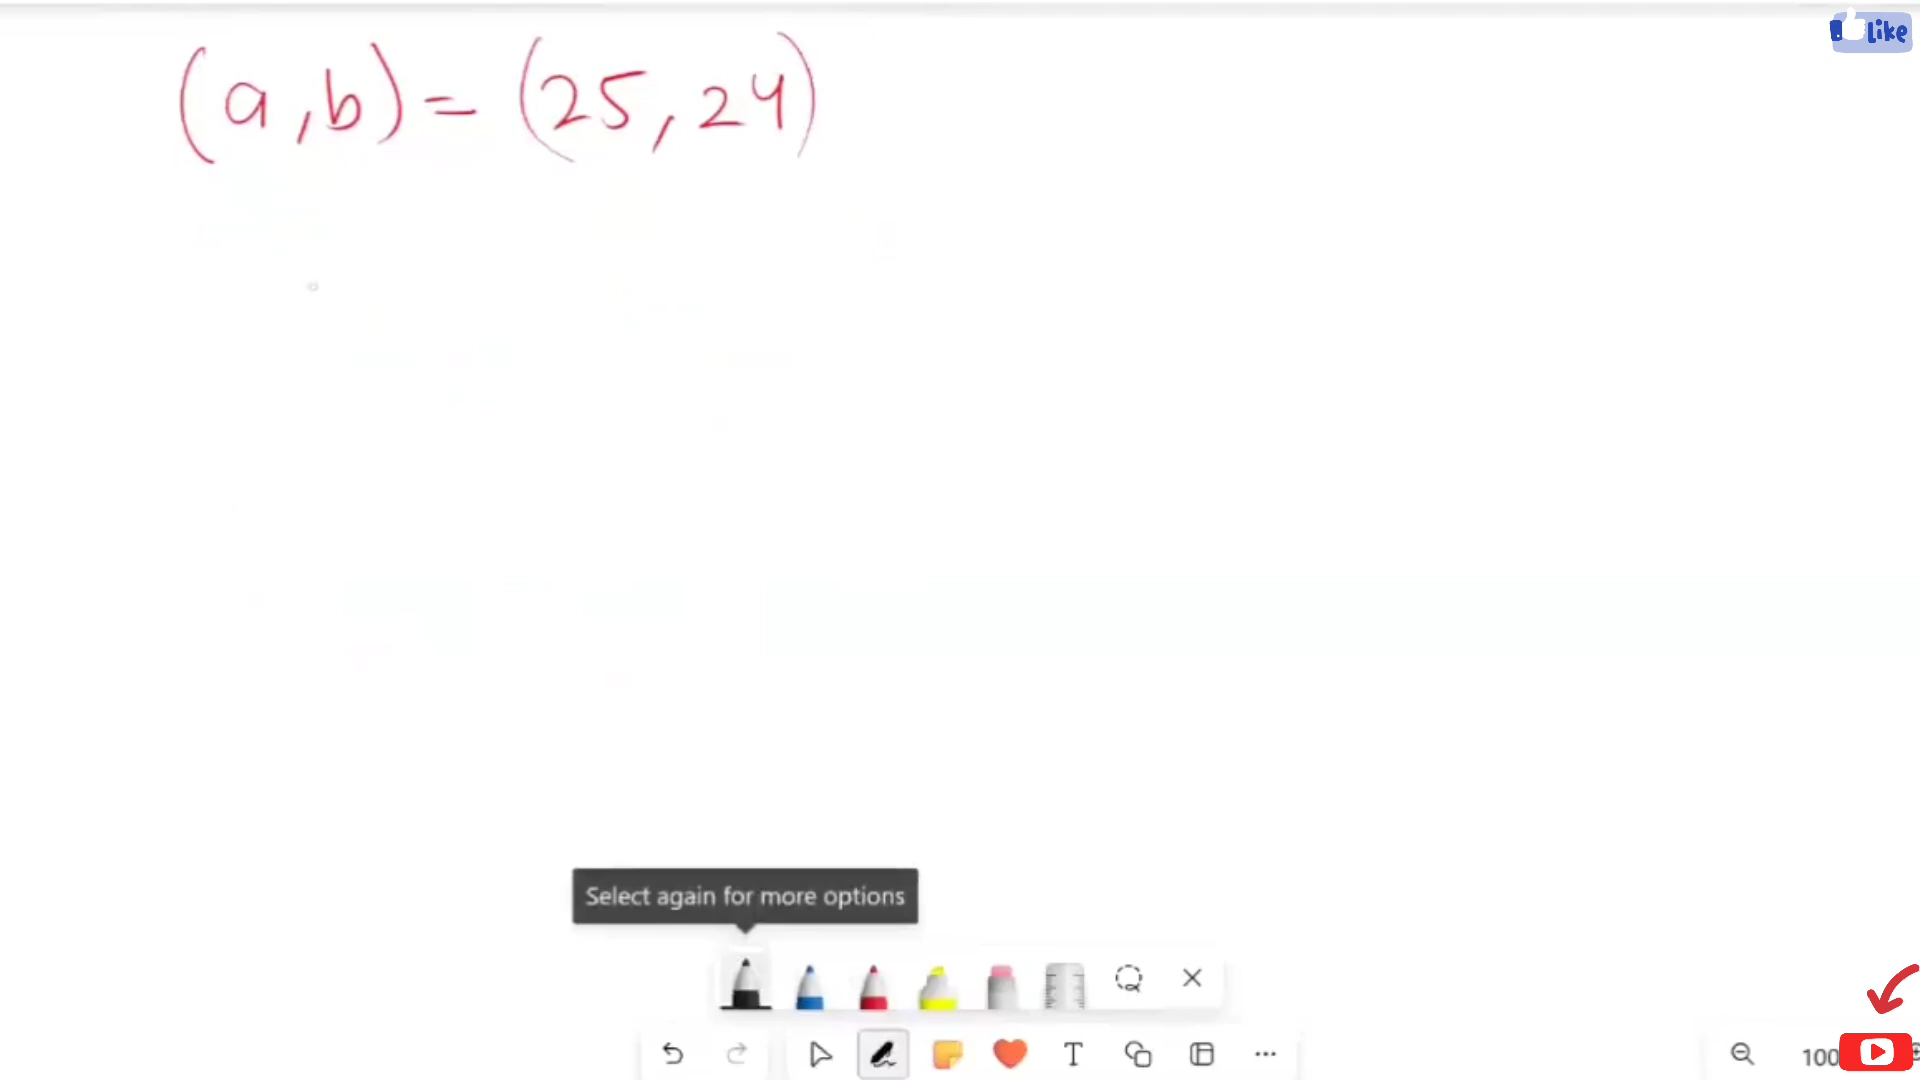 (a,b) = (25,24)
Like
Select again for more options
T
100